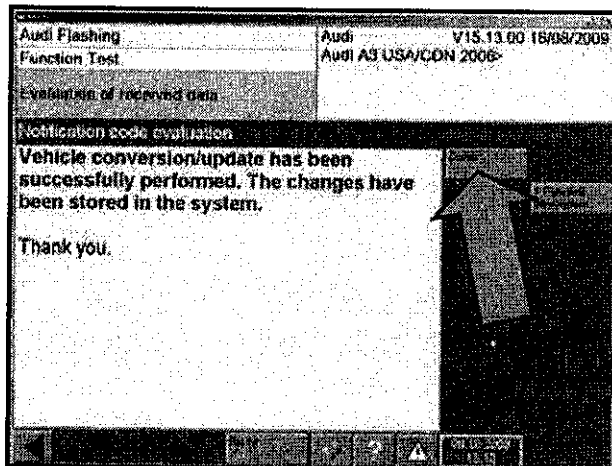 Audi Flashing
Audi V15.13.00 16/08/2009
Function Test
Audi A3 USA/CDN 2006>
Evaluation of received data
Notification code evaluation
Vehicle conversion/update has been
successfully performed. The changes have
been stored in the system.
Thank you.